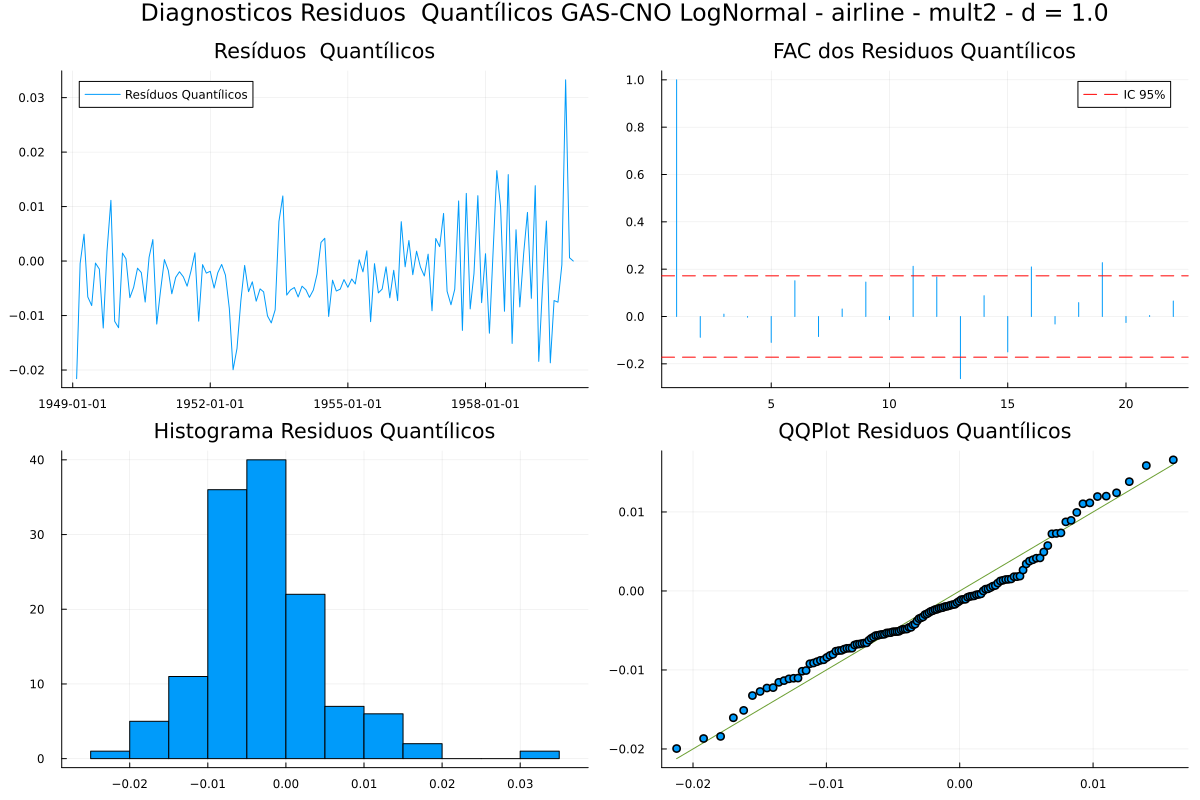 Diagnosticos Residuos  Quantílicos GAS-CNO LogNormal - airline - mult2 - d = 1.0
Resíduos  Quantílicos
0.03
0.02
0.01
0.00
−0.01
−0.02
Resíduos Quantílicos
1949-01-01 1952-01-01 1955-01-01 1958-01-01
FAC dos Residuos Quantílicos
1.0
0.8
0.6
0.4
0.2
0.0
−0.2
IC 95%
5 10 15 20
Histograma Residuos Quantílicos
40
30
20
10
0
−0.02 −0.01 0.00 0.01 0.02 0.03
QQPlot Residuos Quantílicos
0.01
0.00
−0.01
−0.02
−0.02 −0.01 0.00 0.01